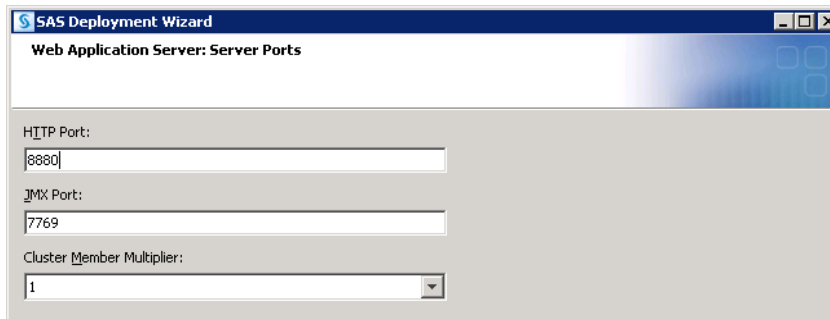 SAS Deployment Wizard
Web Application Server: Server Ports
HTTP Port:
8880
JMX Port:
7769
Cluster Member Multiplier:
1